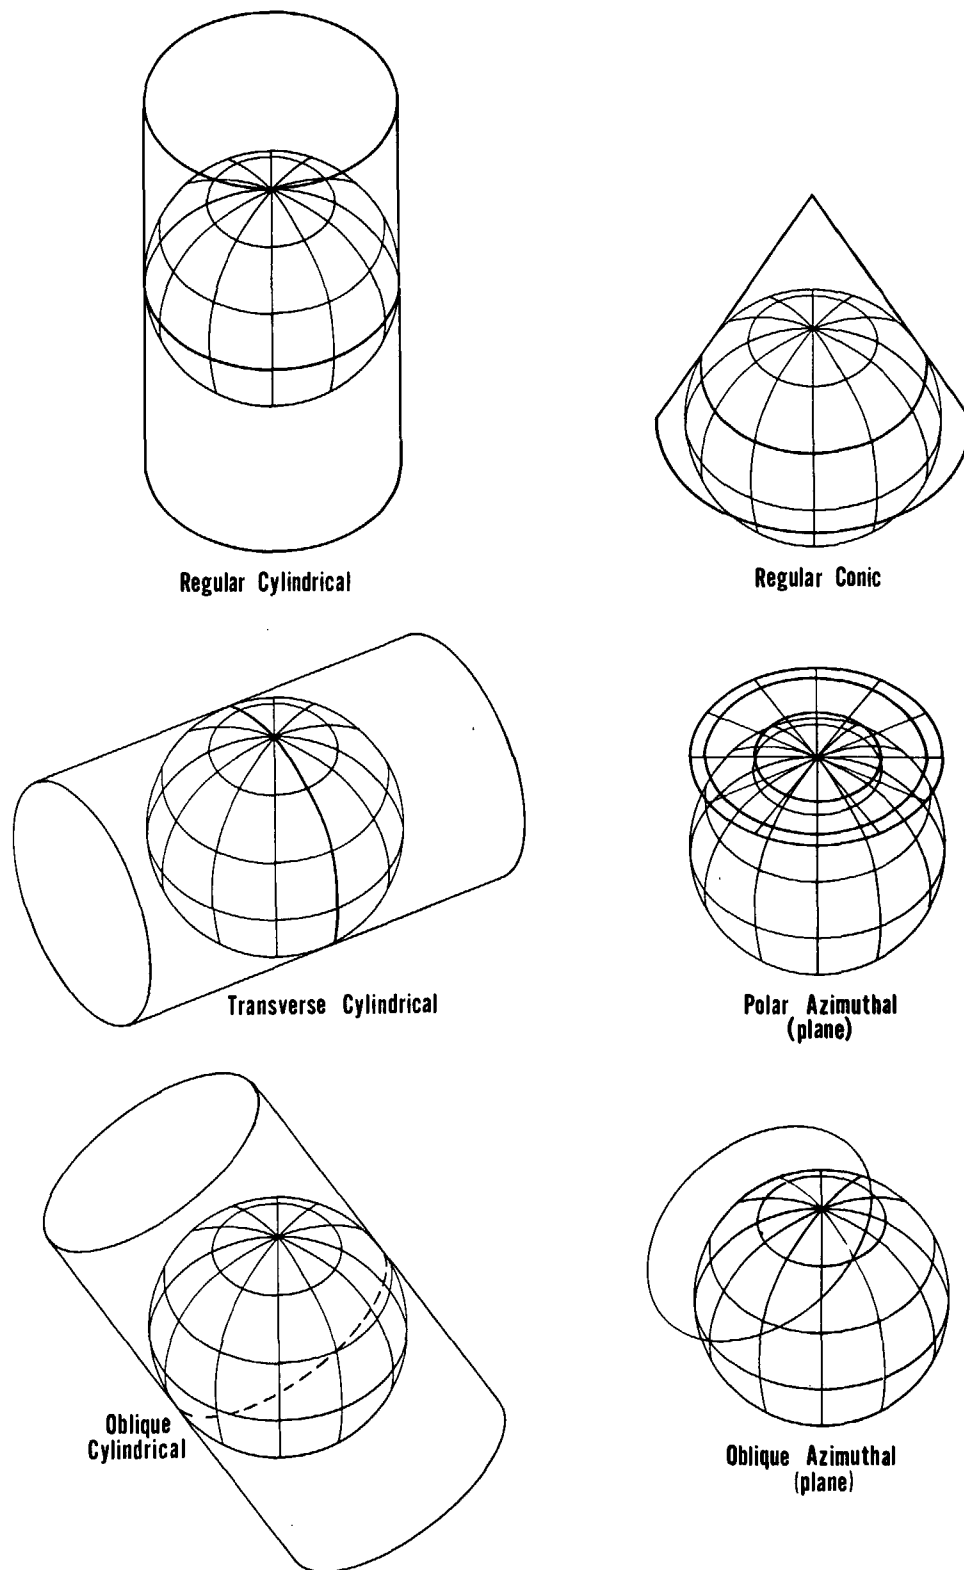 Regular Cylindrical
Regular Conic
Transverse Cylindrical
Polar Azimuthal
(plane)
Oblique
Cylindrical
Oblique Azimuthal
(plane)